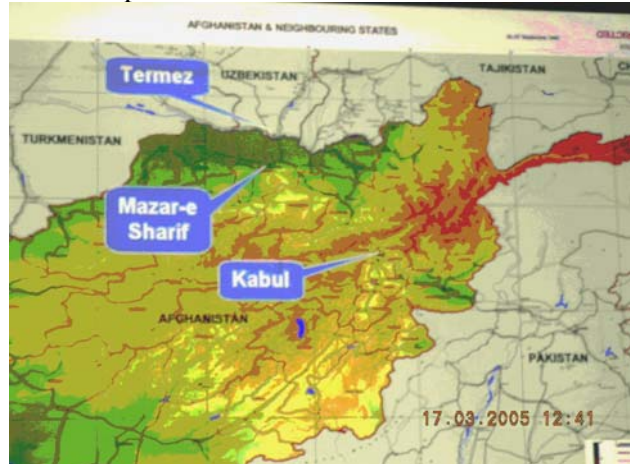 AFGHANISTAN & NEIGHBOURING STATES
Termez
UZBEKISTAN
TAJIKISTAN
TURKMENISTAN
Mazar-e
Sharif
Kabul
AFGHANISTAN
PAKISTAN
17.03.2005 12:41